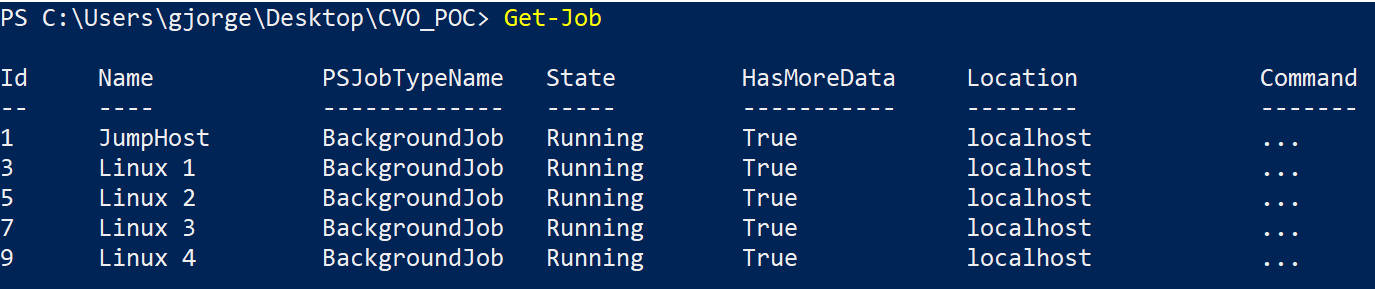 PS C:\Users\gjorge\Desktop\CVO_POC> Get-Job
Id Name PSJobTypeName State HasMoreData Location Command
-- ---- ------------- ----- ----------- -------- -------
1 JumpHost BackgroundJob Running True localhost ...
3 Linux 1 BackgroundJob Running True localhost ...
5 Linux 2 BackgroundJob Running True localhost ...
7 Linux 3 BackgroundJob Running True localhost ...
9 Linux 4 BackgroundJob Running True localhost ...